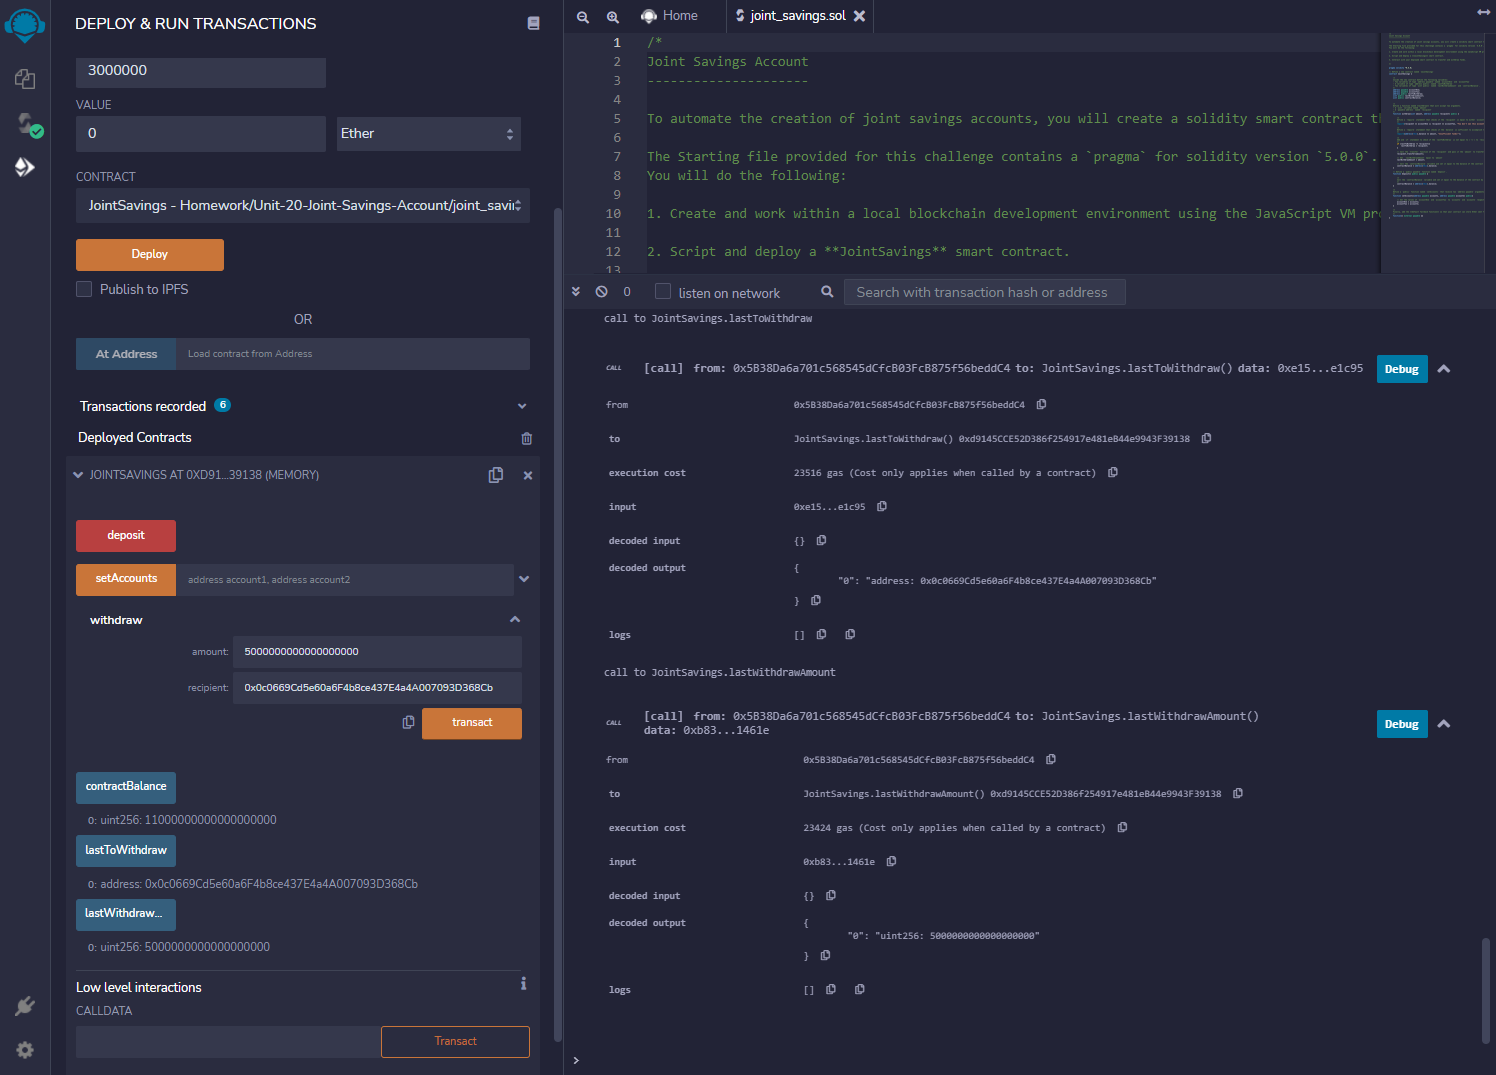 DEPLOY & RUN TRANSACTIONS
3000000
VALUE
0
Ether
CONTRACT
JointSavings - Homework/Unit-20-Joint-Savings-Account/joint_savin
Deploy
Publish to IPFS
OR
At Address
Load contract from Address
Transactions recorded 6
Deployed Contracts
JOINTSAVINGS AT 0XD91...39138 (MEMORY)
deposit
setAccounts
address account1, address account2
withdraw
amount:
5000000000000000000
recipient:
0x0c0669Cd5e60a6F4b8ce437E4a4A007093D368Cb
transact
contractBalance
0: uint256: 11000000000000000000
lastToWithdraw
0: address: 0x0c0669Cd5e60a6F4b8ce437E4a4A007093D368Cb
lastWithdraw...
0: uint256: 5000000000000000000
Low level interactions
i
CALLDATA
Transact
Home
joint_savings.sol
1 /*
2 Joint Savings Account
3 ---------------------
4
5 To automate the creation of joint savings accounts, you will create a solidity smart contract th
6
7 The Starting file provided for this challenge contains a `pragma` for solidity version `5.0.0`.
8 You will do the following:
9
10 1. Create and work within a local blockchain development environment using the JavaScript VM pro
11
12 2. Script and deploy a **JointSavings** smart contract.
13
0
listen on network
Search with transaction hash or address
call to JointSavings.lastToWithdraw
CALL [call] from: 0x5B38Da6a701c568545dCfcB03FcB875f56beddC4 to: JointSavings.lastToWithdraw() data: 0xe15...e1c95
Debug
from 0x5B38Da6a701c568545dCfcB03FcB875f56beddC4
to JointSavings.lastToWithdraw() 0xd9145CCE52D386f254917e481eB44e9943F39138
execution cost 23516 gas (Cost only applies when called by a contract)
input 0xe15...e1c95
decoded input {}
decoded output {
"0": "address: 0x0c0669Cd5e60a6F4b8ce437E4a4A007093D368Cb"
}
logs []
call to JointSavings.lastWithdrawAmount
CALL [call] from: 0x5B38Da6a701c568545dCfcB03FcB875f56beddC4 to: JointSavings.lastWithdrawAmount()
data: 0xb83...1461e
Debug
from 0x5B38Da6a701c568545dCfcB03FcB875f56beddC4
to JointSavings.lastWithdrawAmount() 0xd9145CCE52D386f254917e481eB44e9943F39138
execution cost 23424 gas (Cost only applies when called by a contract)
input 0xb83...1461e
decoded input {}
decoded output {
"0": "uint256: 5000000000000000000"
}
logs []
>